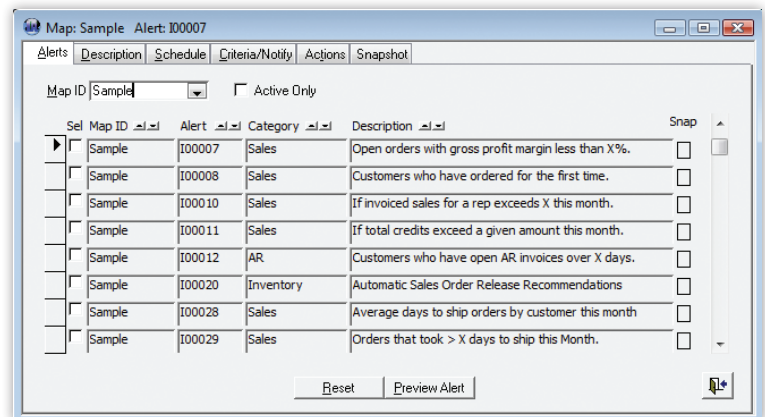 Map: Sample Alert: I00007
Alerts Description Schedule Criteria/Notify Actions Snapshot
Map ID Sample Active Only
Sel Map ID Alert Category Description Snap
Sample I00007 Sales Open orders with gross profit margin less than X%.
Sample I00008 Sales Customers who have ordered for the first time.
Sample I00010 Sales If invoiced sales for a rep exceeds X this month.
Sample I00011 Sales If total credits exceed a given amount this month.
Sample I00012 AR Customers who have open AR invoices over X days.
Sample I00020 Inventory Automatic Sales Order Release Recommendations
Sample I00028 Sales Average days to ship orders by customer this month
Sample I00029 Sales Orders that took > X days to ship this Month.
Reset Preview Alert